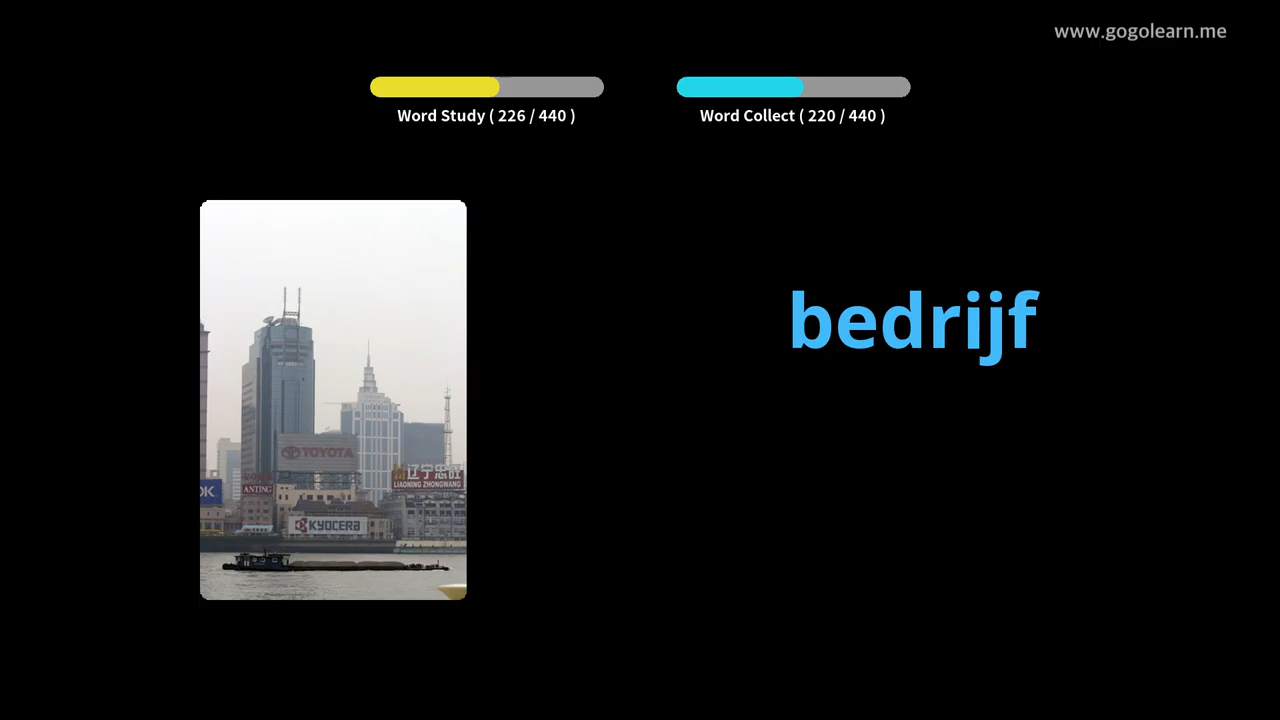 www.gogolearn.me
Word Study ( 226 / 440 )
Word Collect ( 220 / 440 )
bedrijf
TOYOTA
辽宁忠旺
LIAONING ZHONGWANG
OK
ANTING
KYOCERA